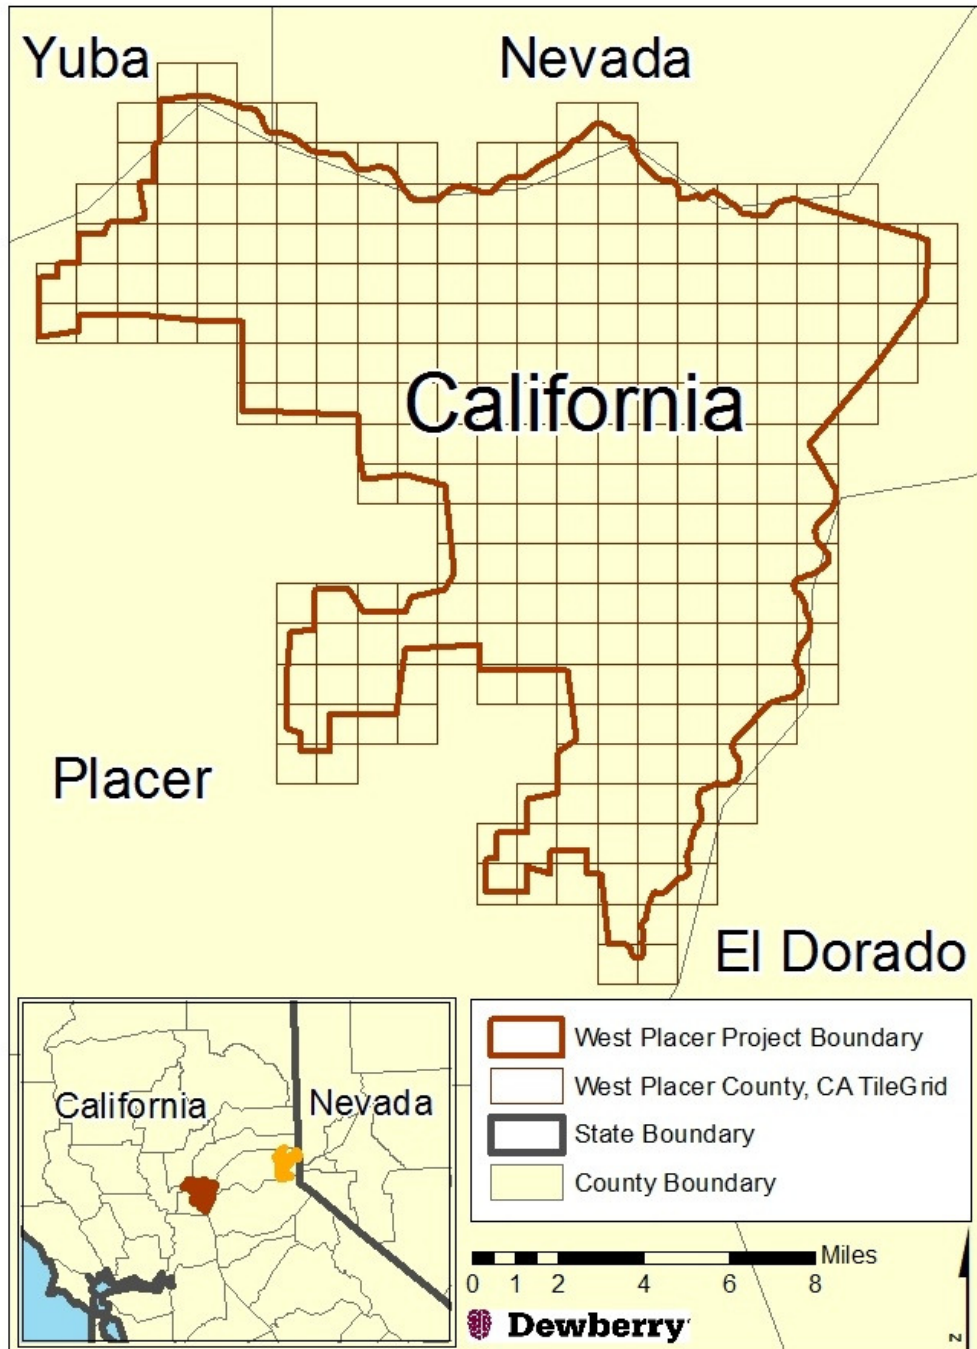 Yuba
Nevada
California
Placer
El Dorado
California
Nevada
West Placer Project Boundary
West Placer County, CA TileGrid
State Boundary
County Boundary
Miles
0 1 2 4 6 8
Dewberry
N